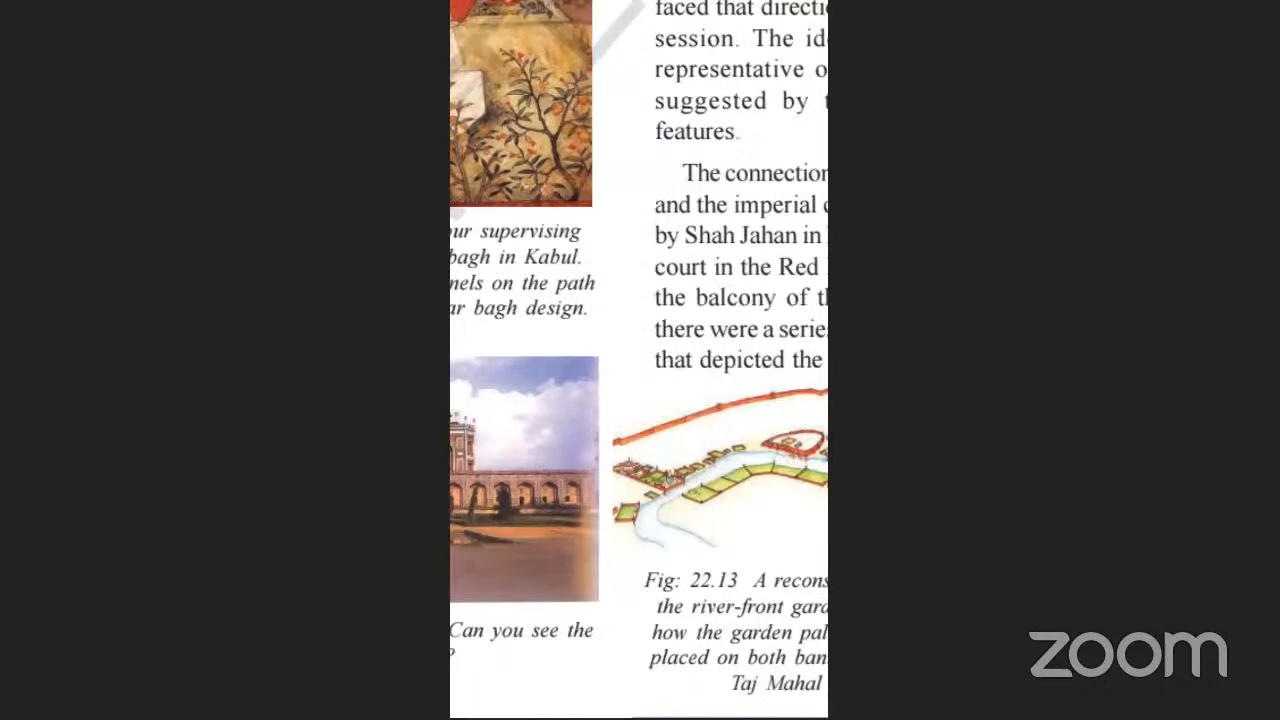 ur supervising
bagh in Kabul.
nels on the path
ar bagh design.
Can you see the
?
faced that directi
session. The id
representative o
suggested by t
features.
The connection
and the imperial c
by Shah Jahan in
court in the Red
the balcony of th
there were a series
that depicted the
Fig: 22.13 A recons
the river-front gard
how the garden pal
placed on both ban
Taj Mahal
zoom